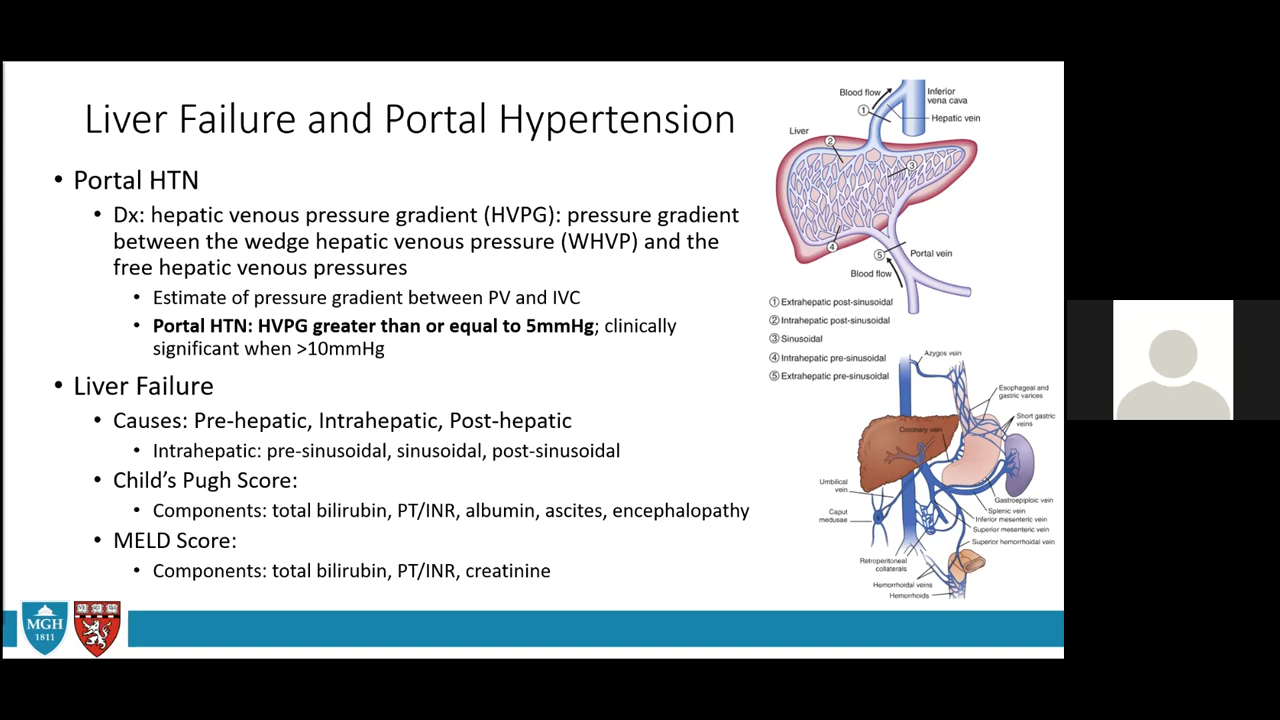 Liver Failure and Portal Hypertension
• Portal HTN
• Dx: hepatic venous pressure gradient (HVPG): pressure gradient
between the wedge hepatic venous pressure (WHVP) and the
free hepatic venous pressures
• Estimate of pressure gradient between PV and IVC
• Portal HTN: HVPG greater than or equal to 5mmHg; clinically
significant when >10mmHg
• Liver Failure
• Causes: Pre-hepatic, Intrahepatic, Post-hepatic
• Intrahepatic: pre-sinusoidal, sinusoidal, post-sinusoidal
• Child’s Pugh Score:
• Components: total bilirubin, PT/INR, albumin, ascites, encephalopathy
• MELD Score:
• Components: total bilirubin, PT/INR, creatinine
Blood flow
Inferior
vena cava
①
Hepatic vein
Liver
②
③
④
⑤
Portal vein
Blood flow
① Extrahepatic post-sinusoidal
② Intrahepatic post-sinusoidal
③ Sinusoidal
④ Intrahepatic pre-sinusoidal
⑤ Extrahepatic pre-sinusoidal
Azygos vein
Esophageal and
gastric varices
Short gastric
veins
Coronary vein
Umbilical
vein
Caput
medusae
Gastroepiploic vein
Splenic vein
Inferior mesenteric vein
Superior mesenteric vein
Superior hemorrhoidal vein
Retroperitoneal
collaterals
Hemorrhoidal veins
Hemorrhoids
MGH
1811